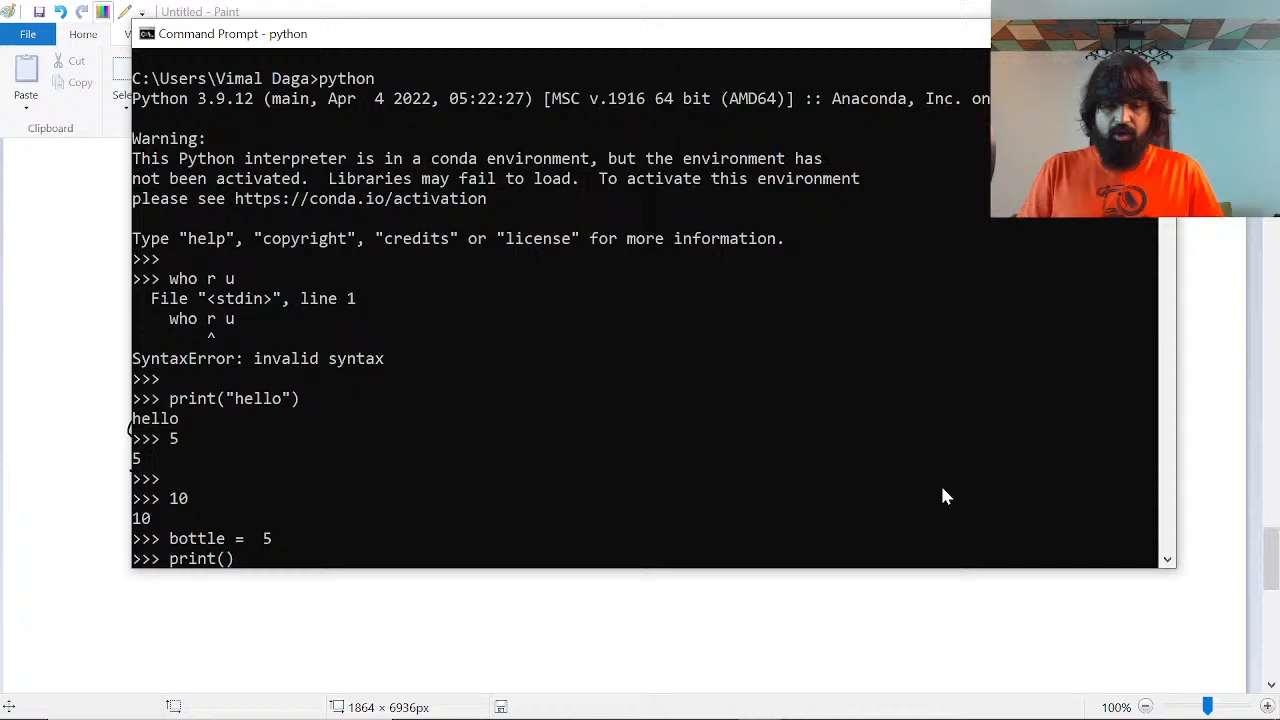 Untitled - Paint
File
Home
V
Paste
Cut
Copy
Sele
Clipboard
Command Prompt - python
C:\Users\Vimal Daga>python
Python 3.9.12 (main, Apr  4 2022, 05:22:27) [MSC v.1916 64 bit (AMD64)] :: Anaconda, Inc. on
Warning:
This Python interpreter is in a conda environment, but the environment has
not been activated.  Libraries may fail to load.  To activate this environment
please see https://conda.io/activation
Type "help", "copyright", "credits" or "license" for more information.
>>>
>>> who r u
  File "<stdin>", line 1
    who r u
        ^
SyntaxError: invalid syntax
>>>
>>> print("hello")
hello
>>> 5
5
>>>
>>> 10
10
>>> bottle =  5
>>> print()
1864 × 6936px
100%